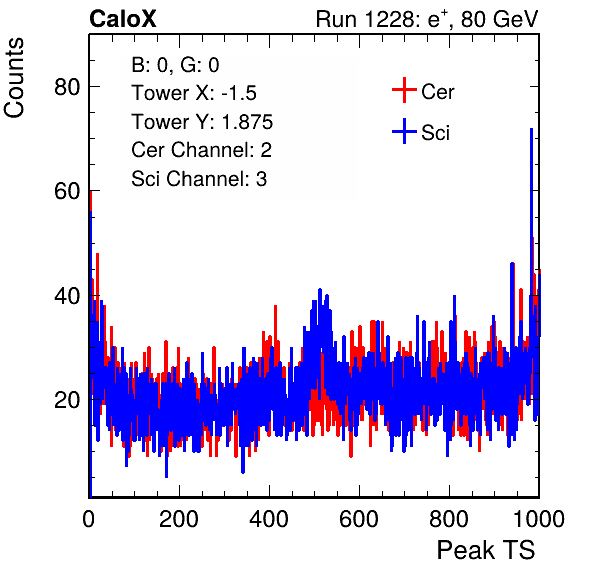 CaloX Run 1228: e+, 80 GeV
Counts
B: 0, G: 0
Tower X: -1.5
Tower Y: 1.875
Cer Channel: 2
Sci Channel: 3
Cer
Sci
80
60
40
20
0 200 400 600 800 1000
Peak TS